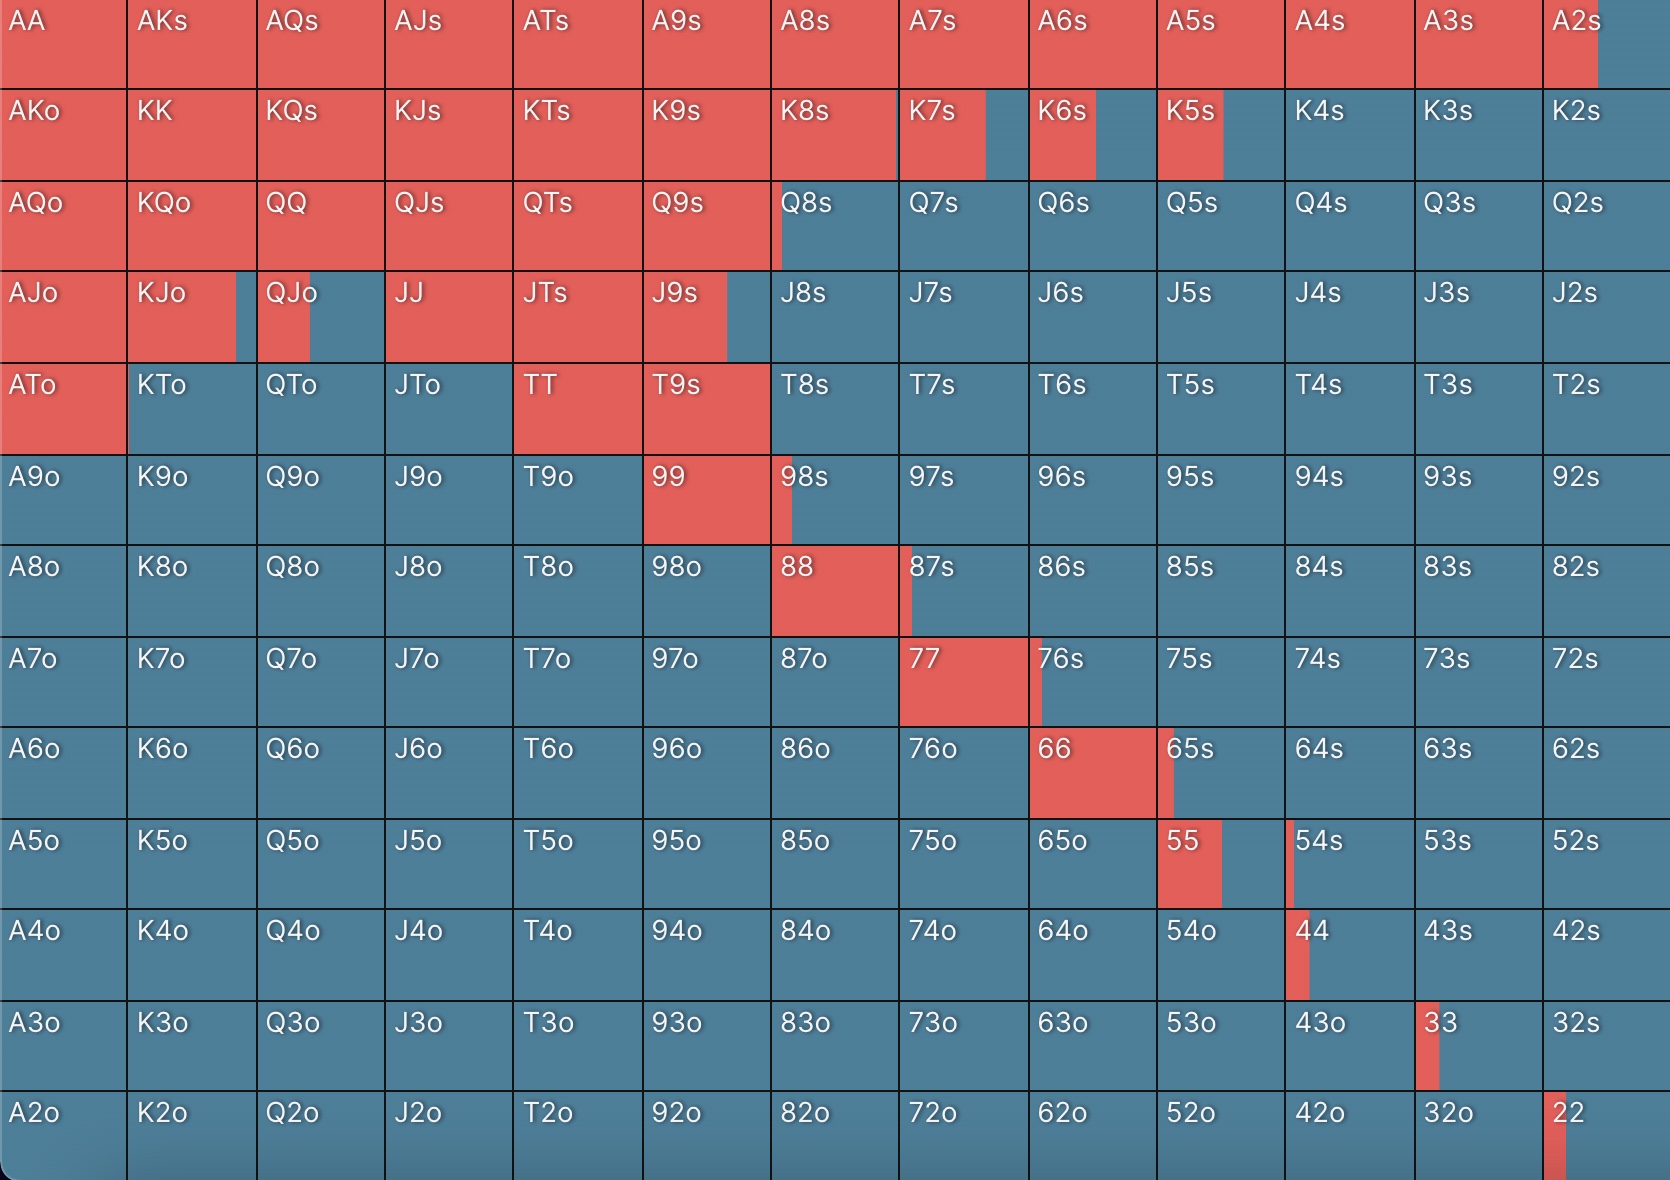 AA AKs AQs AJs ATs A9s A8s A7s A6s A5s A4s A3s A2s
AKo KK KQs KJs KTs K9s K8s K7s K6s K5s K4s K3s K2s
AQo KQo QQ QJs QTs Q9s Q8s Q7s Q6s Q5s Q4s Q3s Q2s
AJo KJo QJo JJ JTs J9s J8s J7s J6s J5s J4s J3s J2s
ATo KTo QTo JTo TT T9s T8s T7s T6s T5s T4s T3s T2s
A9o K9o Q9o J9o T9o 99 98s 97s 96s 95s 94s 93s 92s
A8o K8o Q8o J8o T8o 98o 88 87s 86s 85s 84s 83s 82s
A7o K7o Q7o J7o T7o 97o 87o 77 76s 75s 74s 73s 72s
A6o K6o Q6o J6o T6o 96o 86o 76o 66 65s 64s 63s 62s
A5o K5o Q5o J5o T5o 95o 85o 75o 65o 55 54s 53s 52s
A4o K4o Q4o J4o T4o 94o 84o 74o 64o 54o 44 43s 42s
A3o K3o Q3o J3o T3o 93o 83o 73o 63o 53o 43o 33 32s
A2o K2o Q2o J2o T2o 92o 82o 72o 62o 52o 42o 32o 22